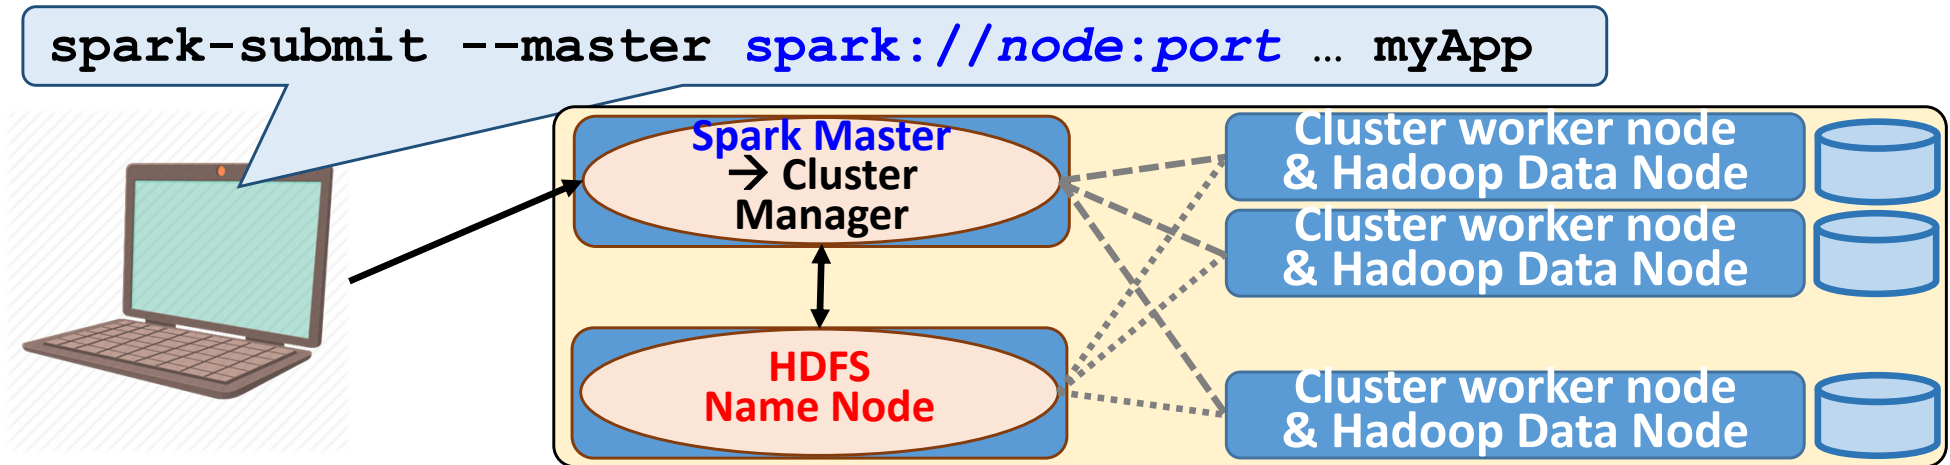 spark-submit --master spark://node:port … myApp
Spark Master
→ Cluster
Manager
HDFS
Name Node
Cluster worker node
& Hadoop Data Node
Cluster worker node
& Hadoop Data Node
Cluster worker node
& Hadoop Data Node